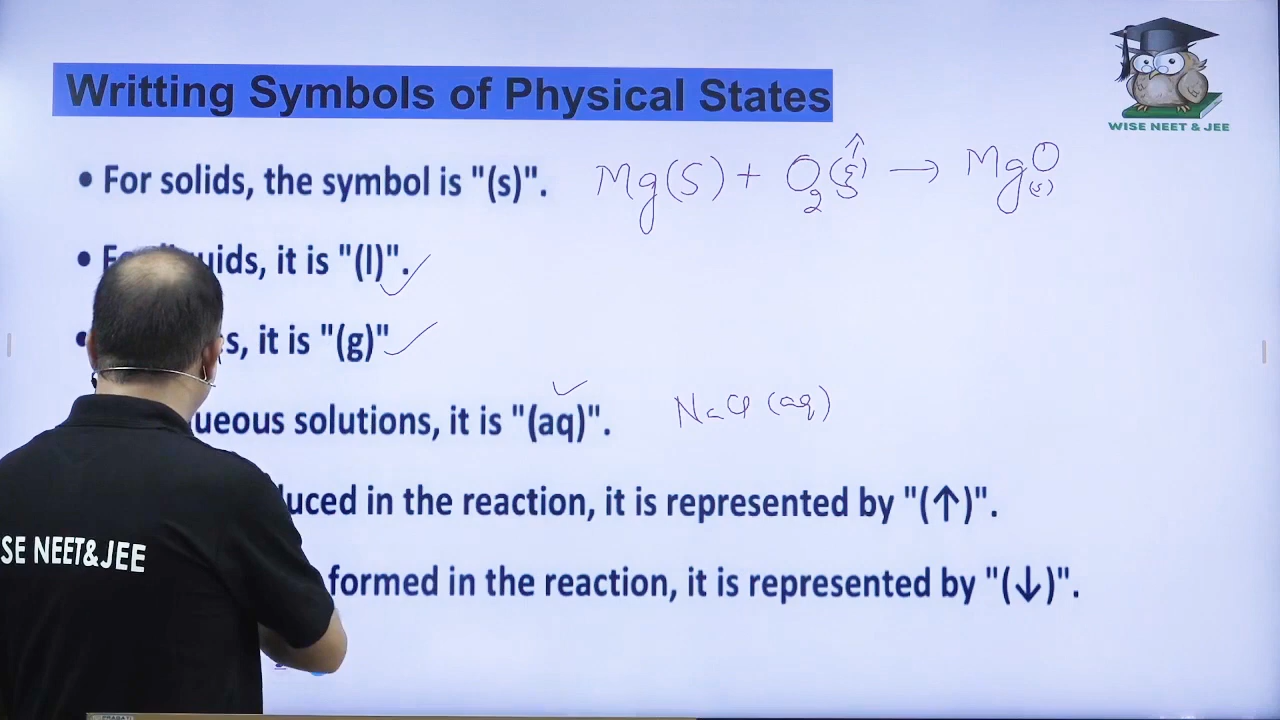 Writting Symbols of Physical States
WISE NEET & JEE
• For solids, the symbol is "(s)". Mg(s) + O₂(g)↑ → MgO(s)
• uids, it is "(l)". ✓
• s, it is "(g)" ✓
ueous solutions, it is "(aq)". ✓ NaCl (aq)
duced in the reaction, it is represented by "(↑)".
formed in the reaction, it is represented by "(↓)".
SE NEET&JEE